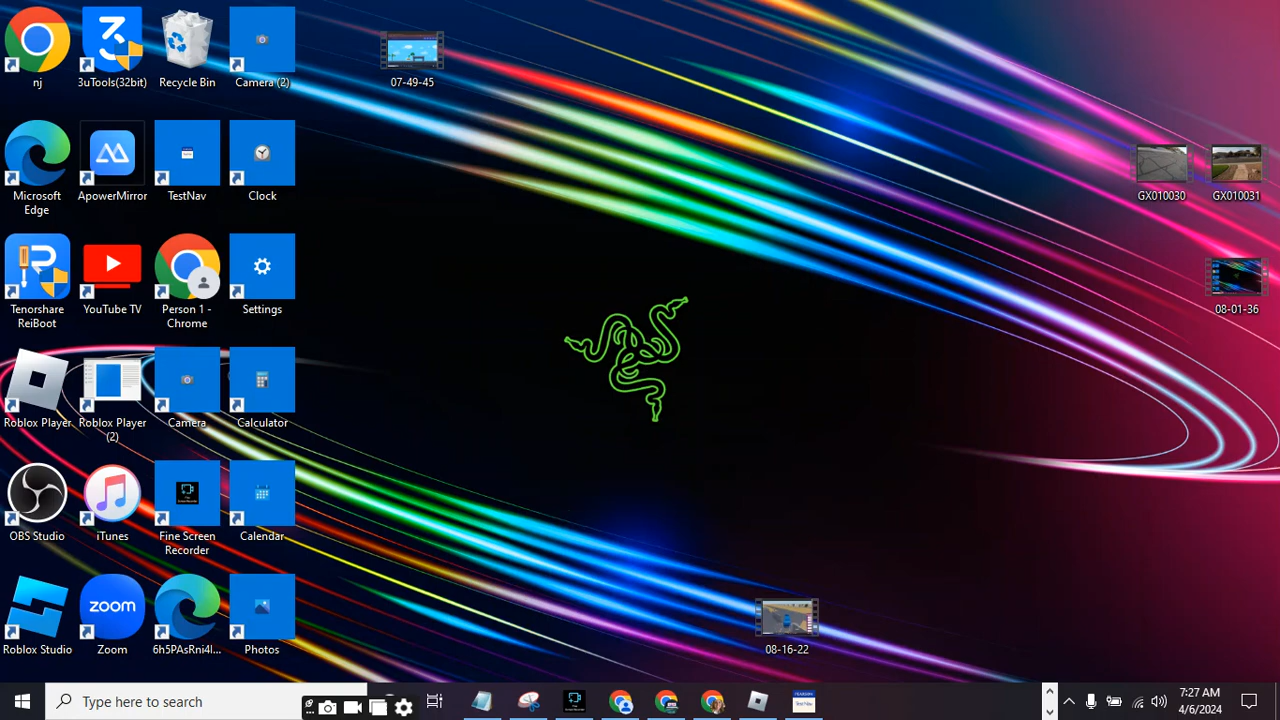 nj
3uTools(32bit)
Recycle Bin
Camera (2)
07-49-45
Microsoft
Edge
ApowerMirror
TestNav
Clock
GX010030
GX010031
Tenorshare
ReiBoot
YouTube TV
Person 1 -
Chrome
Settings
08-01-36
Roblox Player
Roblox Player
(2)
Camera
Calculator
OBS Studio
iTunes
Fine Screen
Recorder
Calendar
zoom
Roblox Studio
Zoom
6h5PAsRni4l...
Photos
08-16-22
Type here to search
7:27 AM
4/6/2024